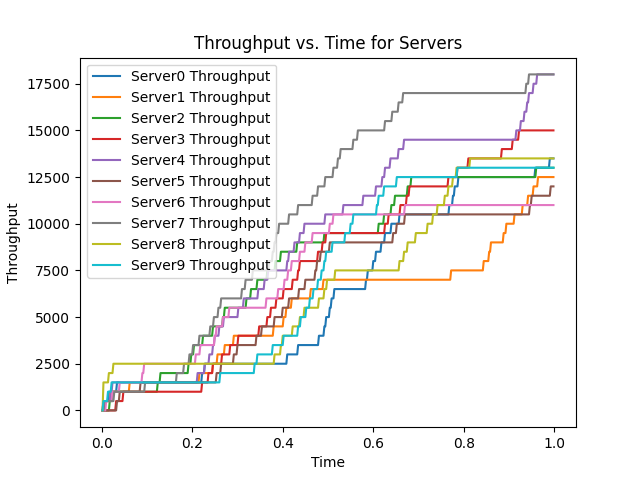 Throughput vs. Time for Servers
Server0 Throughput
Server1 Throughput
Server2 Throughput
Server3 Throughput
Server4 Throughput
Server5 Throughput
Server6 Throughput
Server7 Throughput
Server8 Throughput
Server9 Throughput
Throughput
17500
15000
12500
10000
7500
5000
2500
0
0.0 0.2 0.4 0.6 0.8 1.0
Time